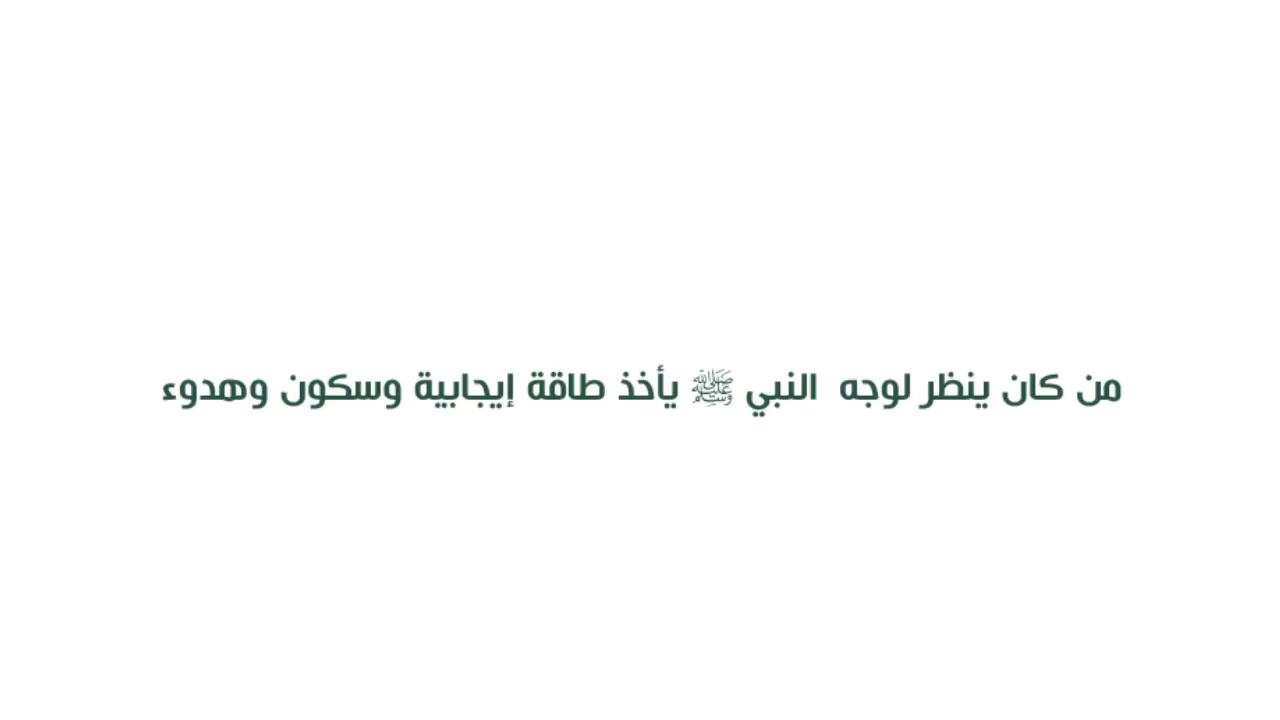 من كان ينظر لوجه النبي ﷺ يأخذ طاقة إيجابية وسكون وهدوء